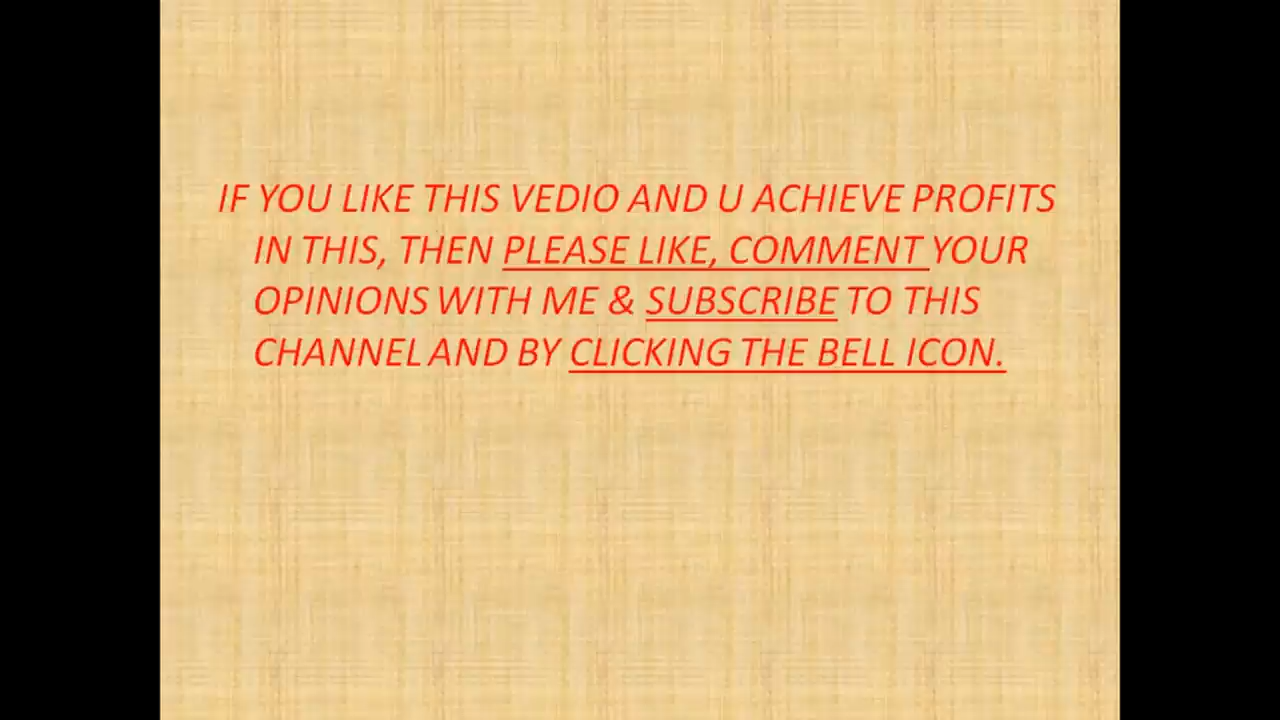 IF YOU LIKE THIS VEDIO AND U ACHIEVE PROFITS
IN THIS, THEN PLEASE LIKE, COMMENT YOUR
OPINIONS WITH ME & SUBSCRIBE TO THIS
CHANNEL AND BY CLICKING THE BELL ICON.